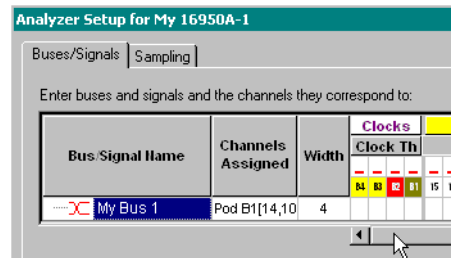 Analyzer Setup for My 16950A-1
Buses/Signals Sampling
Enter buses and signals and the channels they correspond to:
Bus/Signal Name Channels Assigned Width Clocks
Clock Th
B4 B3 B2 B1 15
My Bus 1 Pod B1[14,10 4